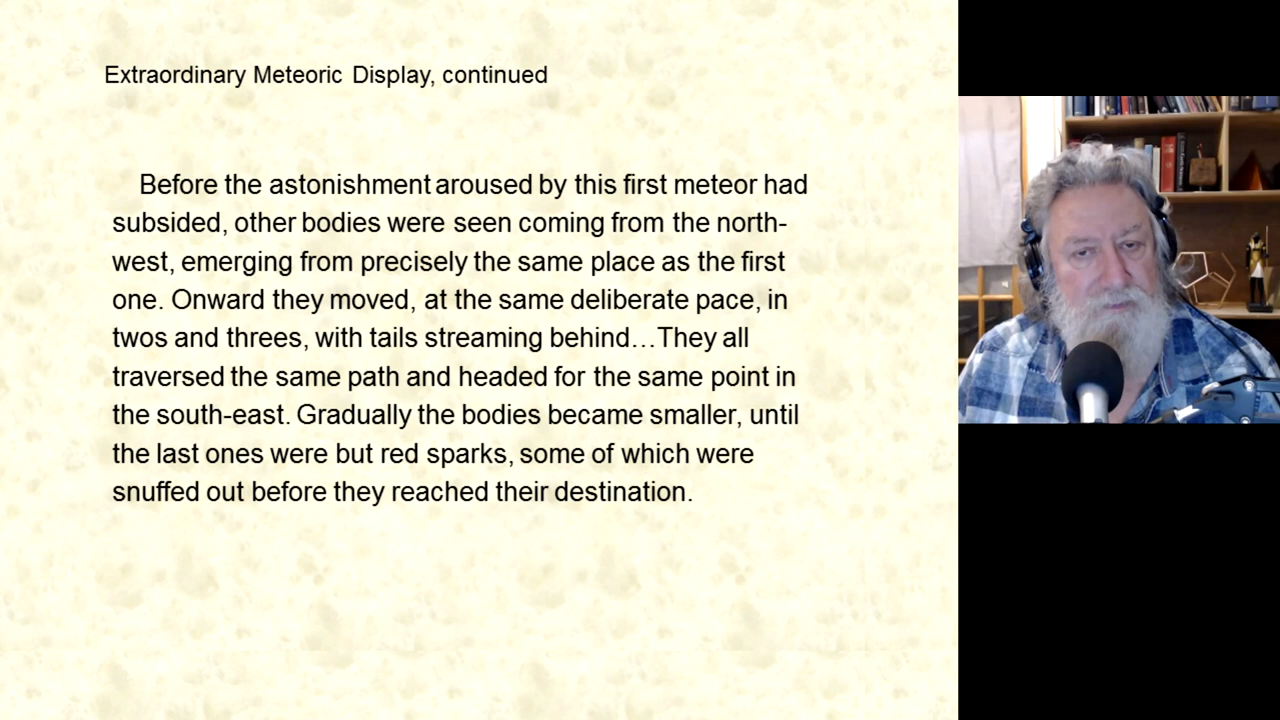 Extraordinary Meteoric Display, continued
Before the astonishment aroused by this first meteor had
subsided, other bodies were seen coming from the north-
west, emerging from precisely the same place as the first
one. Onward they moved, at the same deliberate pace, in
twos and threes, with tails streaming behind…They all
traversed the same path and headed for the same point in
the south-east. Gradually the bodies became smaller, until
the last ones were but red sparks, some of which were
snuffed out before they reached their destination.